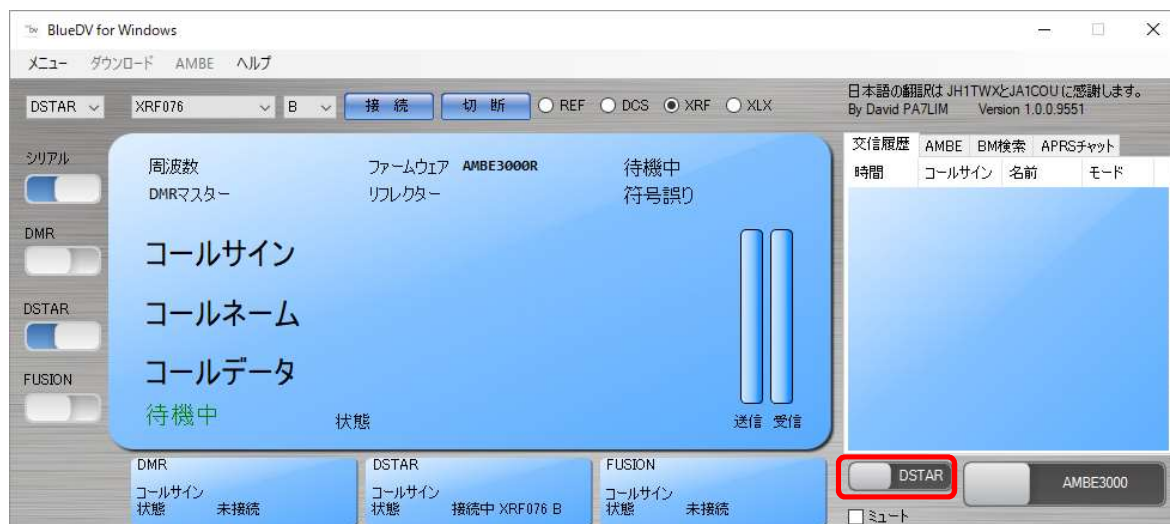 BlueDV for Windows
メニュー ダウンロード AMBE ヘルプ
DSTAR XRF076 B 接続 切断 REF DCS XRF XLX
日本語の翻訳は JH1TWXとJA1COUに感謝します。
By David PA7LIM Version 1.0.0.9551
シリアル
DMR
DSTAR
FUSION
周波数 ファームウェア AMBE3000R 待機中
DMRマスター リフレクター 符号誤り
コールサイン
コールネーム
コールデータ
待機中 状態 送信 受信
交信履歴 AMBE BM検索 APRSチャット
時間 コールサイン 名前 モード
DMR
コールサイン
状態 未接続
DSTAR
コールサイン
状態 接続中 XRF076 B
FUSION
コールサイン
状態 未接続
DSTAR AMBE3000
ミュート